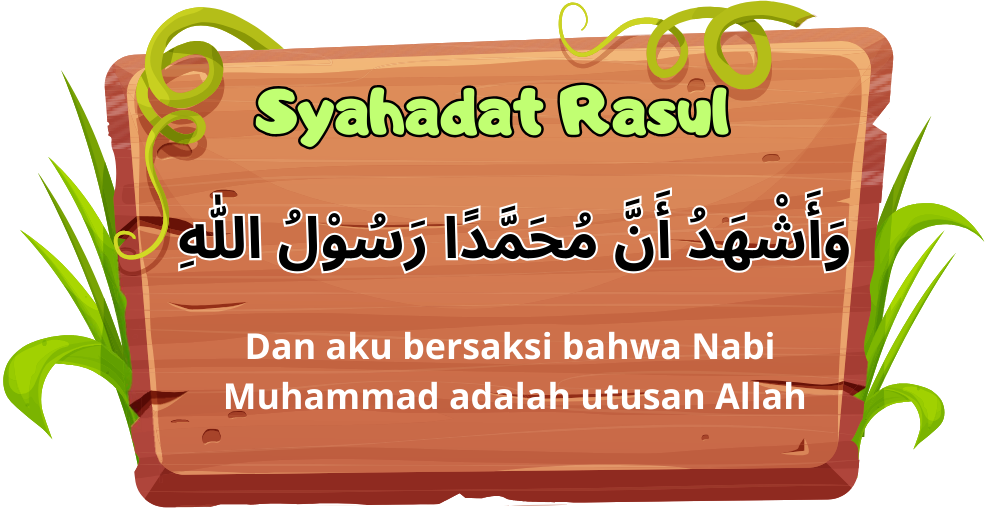 Syahadat Rasul
وَأَشْهَدُ أَنَّ مُحَمَّدًا رَسُوْلُ اللّٰهِ
Dan aku bersaksi bahwa Nabi
Muhammad adalah utusan Allah